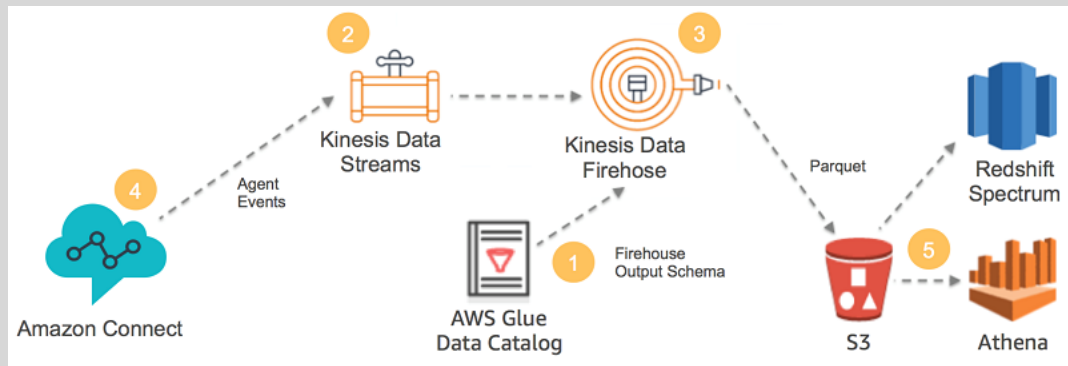 2
3
Kinesis Data
Streams
Kinesis Data
Firehose
Redshift
Spectrum
Parquet
4
Agent
Events
1
Firehouse
Output Schema
5
Amazon Connect
AWS Glue
Data Catalog
S3
Athena